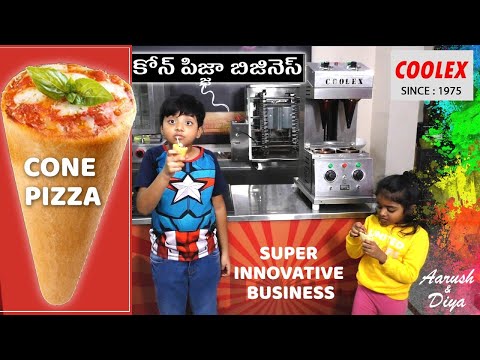 కోన్ పిజ్జా బిజినెస్
COOLEX
COOLEX
SINCE : 1975
CONE
PIZZA
SUPER
INNOVATIVE
BUSINESS
Aarush
&
Diya